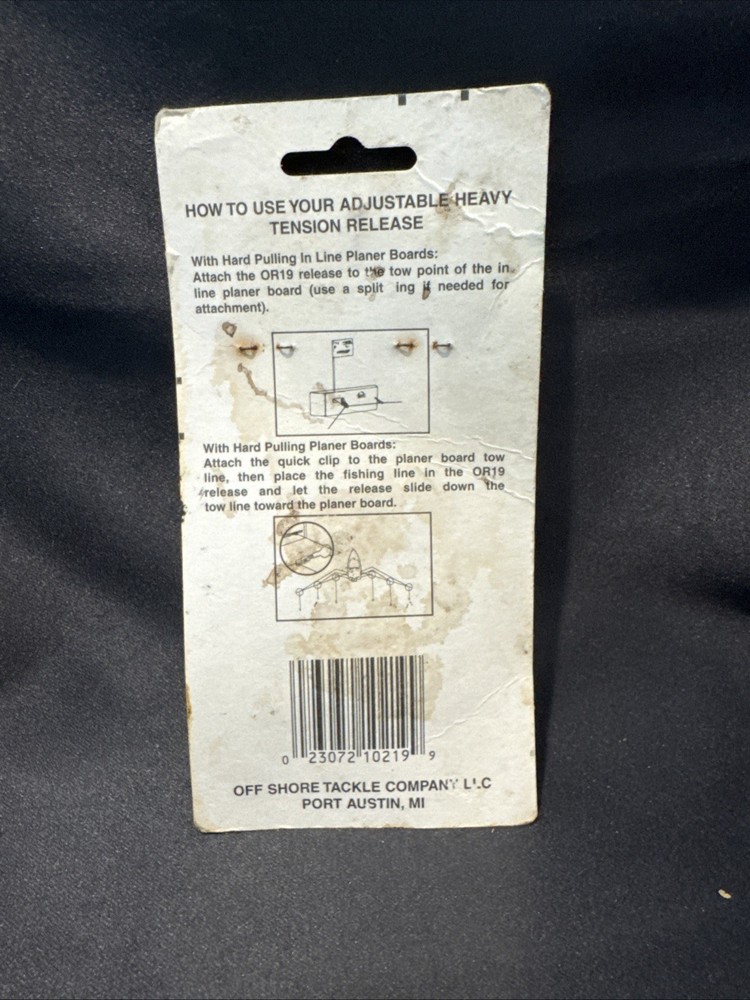 HOW TO USE YOUR ADJUSTABLE HEAVY
TENSION RELEASE
With Hard Pulling In Line Planer Boards:
Attach the OR19 release to the tow point of the in
line planer board (use a split ing if needed for
attachment).
With Hard Pulling Planer Boards:
Attach the quick clip to the planer board tow
line, then place the fishing line in the OR19
release and let the release slide down the
tow line toward the planer board.
0 23072 10219 9
OFF SHORE TACKLE COMPANY LLC
PORT AUSTIN, MI